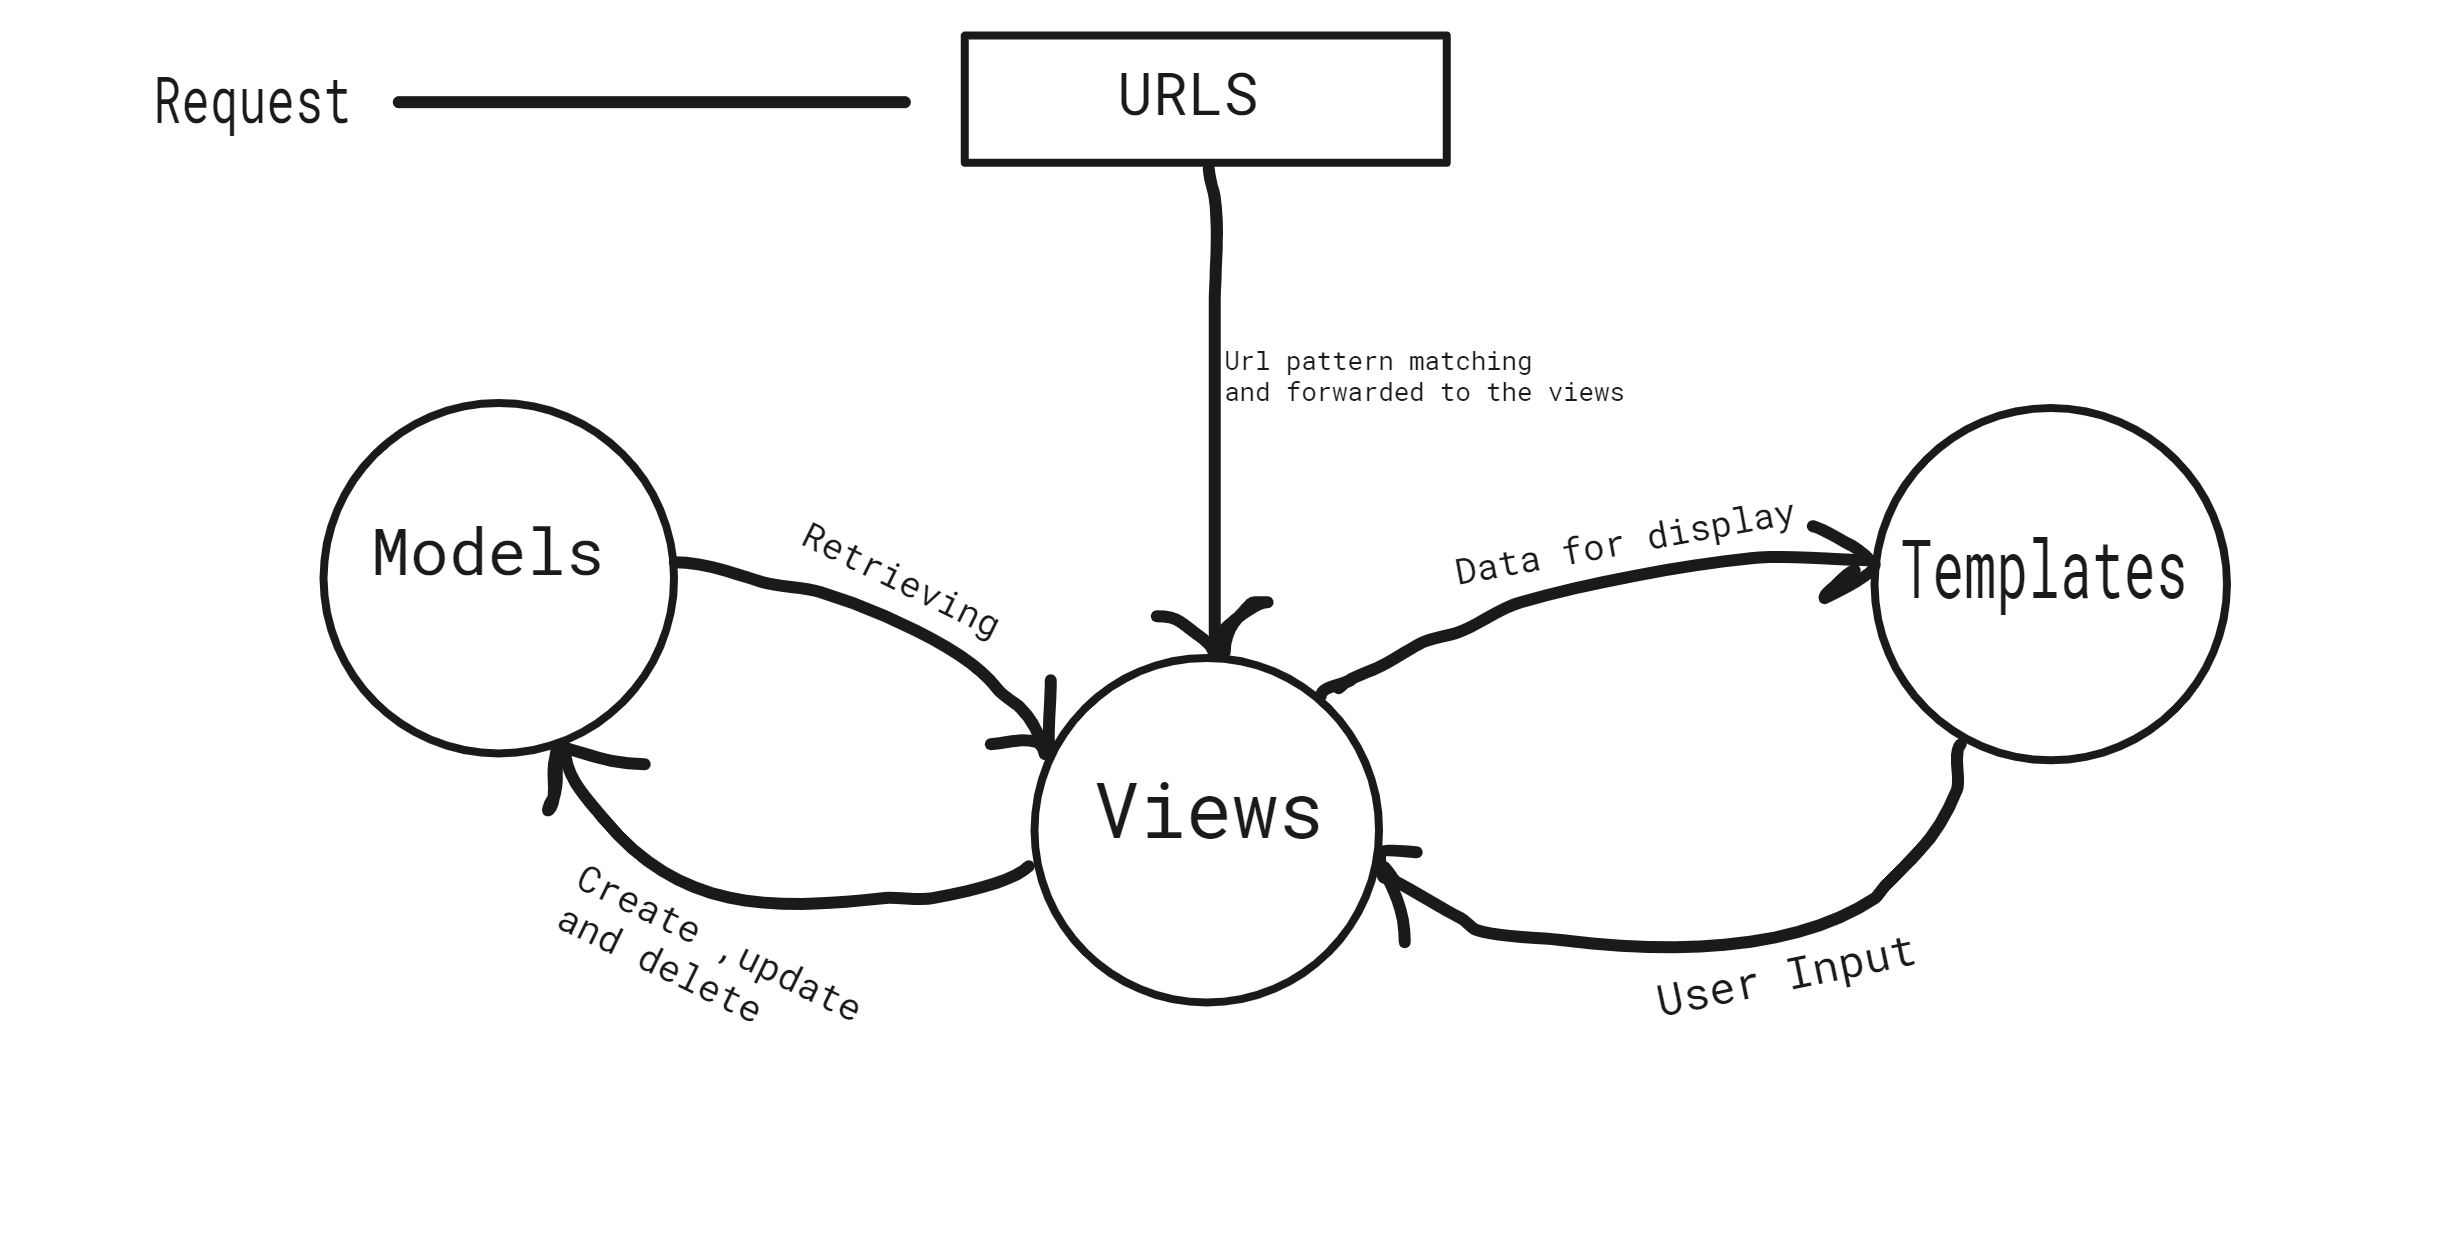 Request
URLS
Url pattern matching
and forwarded to the views
Models
Retrieving
Data for display
Templates
Views
Create ,update
and delete
User Input